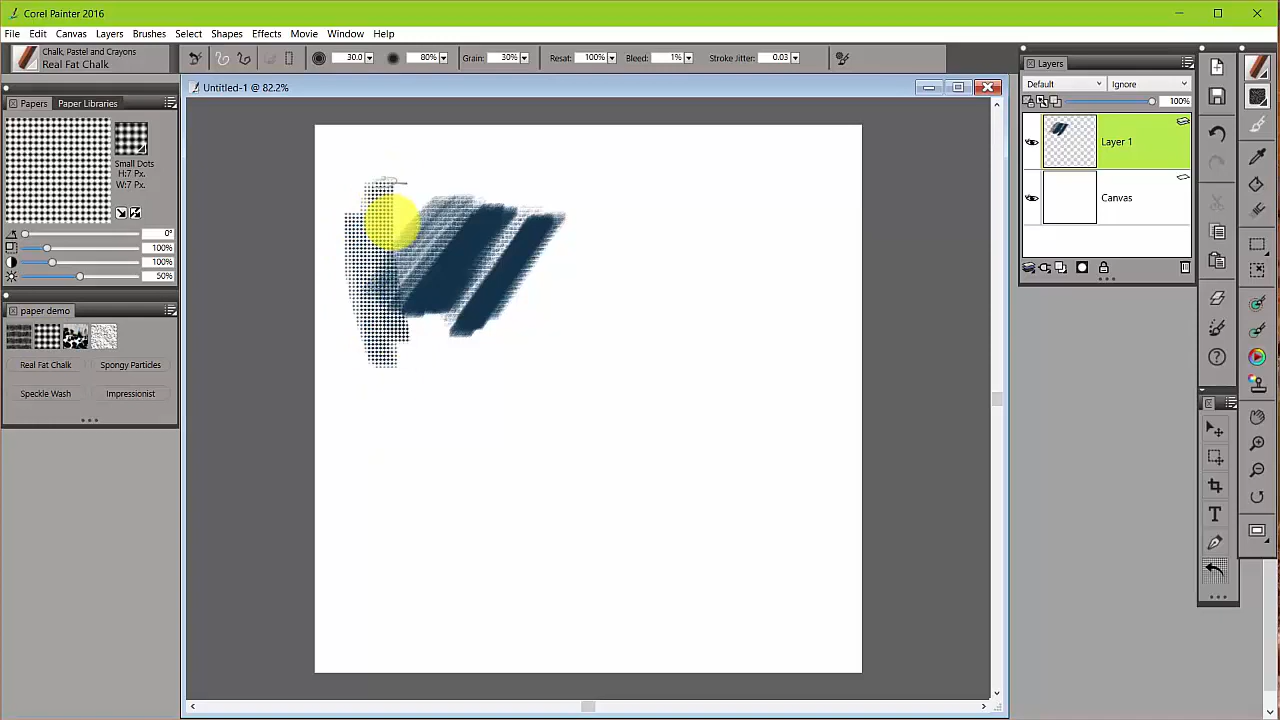 Corel Painter 2016
File Edit Canvas Layers Brushes Select Shapes Effects Movie Window Help
Chalk, Pastel and Crayons
Real Fat Chalk
30.0 80% Grain: 30% Resat: 100% Bleed: 1% Stroke Jitter: 0.03
Papers Paper Libraries
Small Dots
H:7 Px.
W:7 Px.
0°
100%
100%
50%
paper demo
Real Fat Chalk Spongy Particles
Speckle Wash Impressionist
Untitled-1 @ 82.2%
Layers
Default Ignore
100%
Layer 1
Canvas